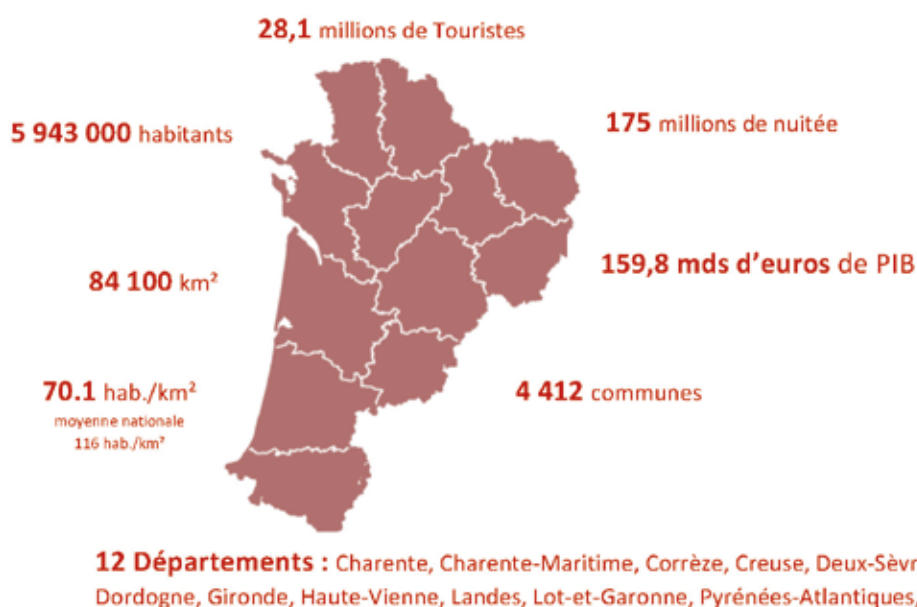 28,1 millions de Touristes
5 943 000 habitants
175 millions de nuitée
84 100 km²
159,8 mds d'euros de PIB
70.1 hab./km²
moyenne nationale
116 hab./km²
4 412 communes
12 Départements : Charente, Charente-Maritime, Corrèze, Creuse, Deux-Sèvr
Dordogne, Gironde, Haute-Vienne, Landes, Lot-et-Garonne, Pyrénées-Atlantiques,